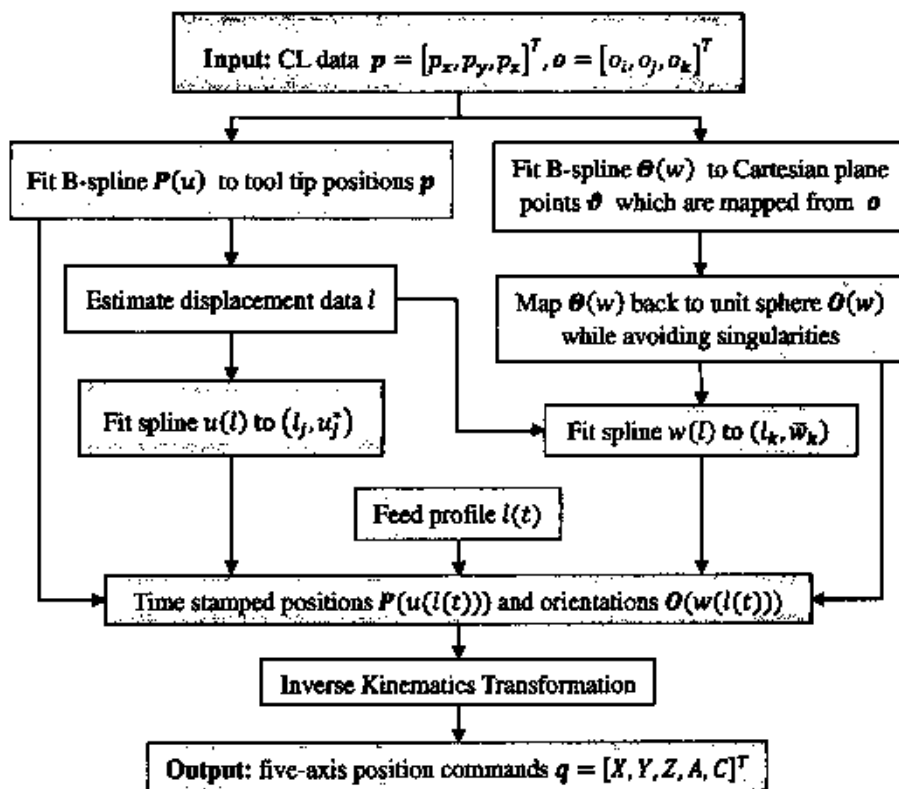 Input: CL data p = [p_x, p_y, p_x]^T, o = [o_i, o_j, o_k]^T
Fit B-spline P(u) to tool tip positions p
Fit B-spline Θ(w) to Cartesian plane
points ϑ which are mapped from o
Estimate displacement data l
Map Θ(w) back to unit sphere O(w)
while avoiding singularities
Fit spline u(l) to (l_j, u_j^*)
Fit spline w(l) to (l_k, w̅_k)
Feed profile l(t)
Time stamped positions P(u(l(t))) and orientations O(w(l(t)))
Inverse Kinematics Transformation
Output: five-axis position commands q = [X, Y, Z, A, C]^T